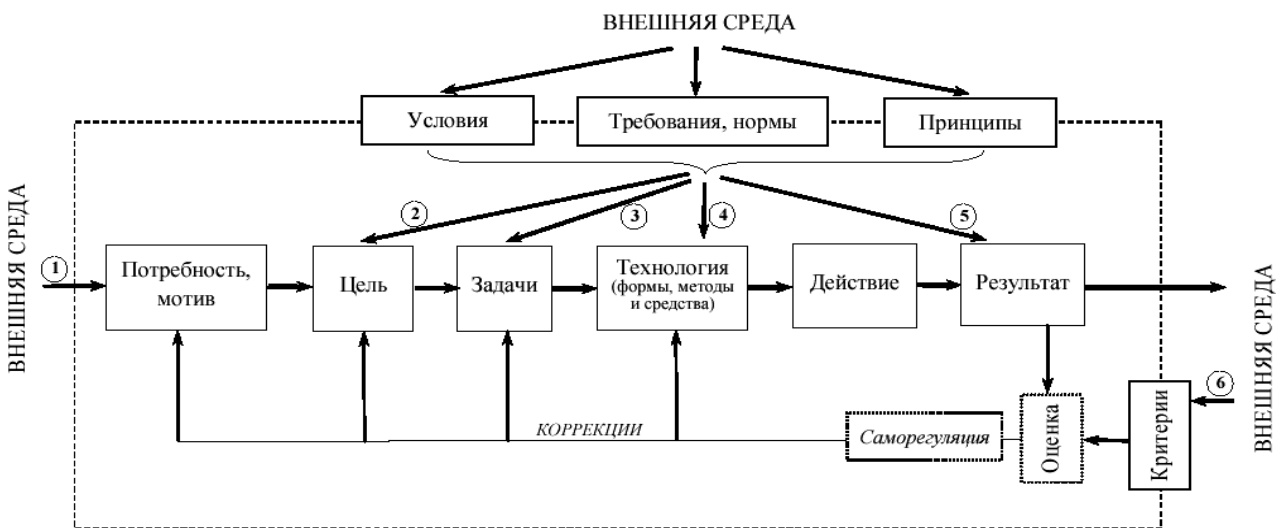 ВНЕШНЯЯ СРЕДА
Условия
Требования, нормы
Принципы
ВНЕШНЯЯ СРЕДА
1
2
3
4
5
Потребность,
мотив
Цель
Задачи
Технология
(формы, методы
и средства)
Действие
Результат
ВНЕШНЯЯ СРЕДА
6
КОРРЕКЦИИ
Саморегуляция
Оценка
Критерии